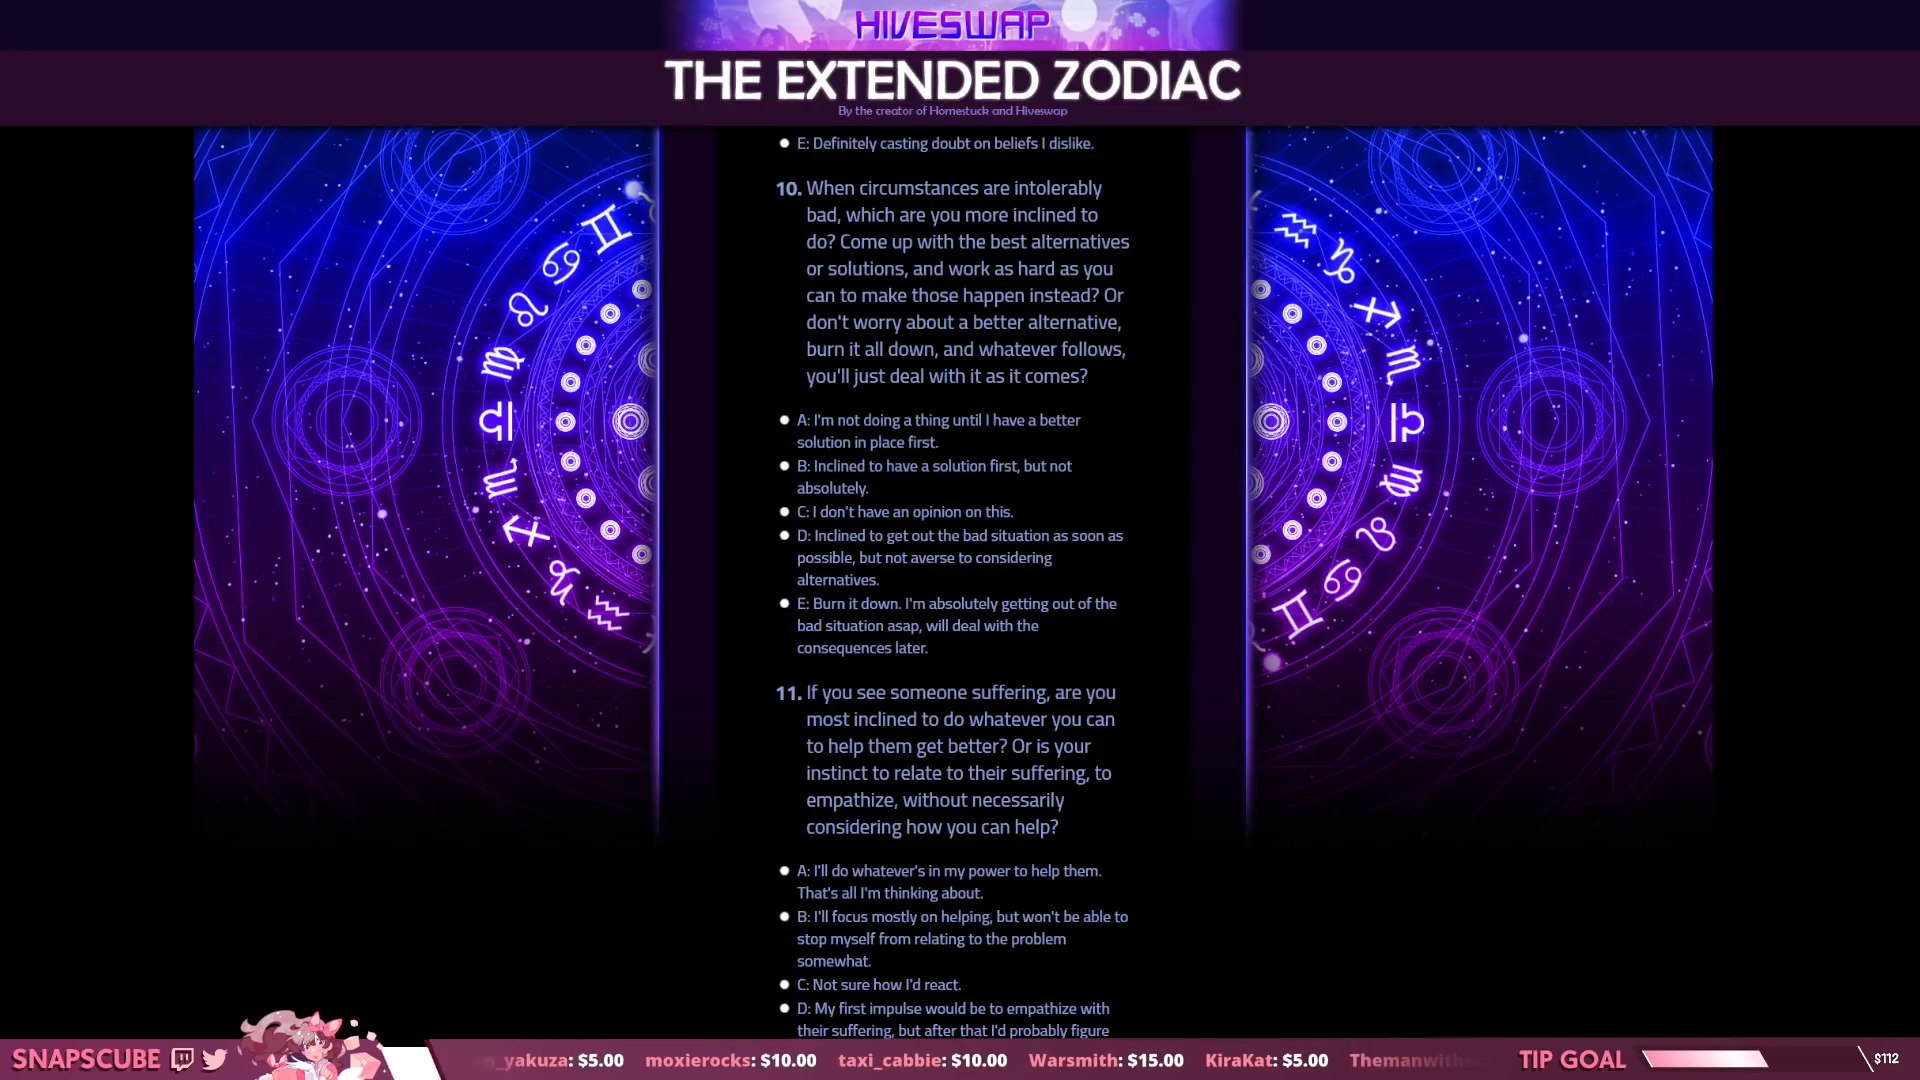 HIVESWAP
THE EXTENDED ZODIAC
By the creator of Homestuck and Hiveswap
E: Definitely casting doubt on beliefs I dislike.
10. When circumstances are intolerably
bad, which are you more inclined to
do? Come up with the best alternatives
or solutions, and work as hard as you
can to make those happen instead? Or
don't worry about a better alternative,
burn it all down, and whatever follows,
you'll just deal with it as it comes?
A: I'm not doing a thing until I have a better
solution in place first.
B: Inclined to have a solution first, but not
absolutely.
C: I don't have an opinion on this.
D: Inclined to get out the bad situation as soon as
possible, but not averse to considering
alternatives.
E: Burn it down. I'm absolutely getting out of the
bad situation asap, will deal with the
consequences later.
11. If you see someone suffering, are you
most inclined to do whatever you can
to help them get better? Or is your
instinct to relate to their suffering, to
empathize, without necessarily
considering how you can help?
A: I'll do whatever's in my power to help them.
That's all I'm thinking about.
B: I'll focus mostly on helping, but won't be able to
stop myself from relating to the problem
somewhat.
C: Not sure how I'd react.
D: My first impulse would be to empathize with
their suffering, but after that I'd probably figure
SNAPSCUBE n_yakuza: $5.00 moxierocks: $10.00 taxi_cabbie: $10.00 Warsmith: $15.00 KiraKat: $5.00 Themanwith TIP GOAL $112